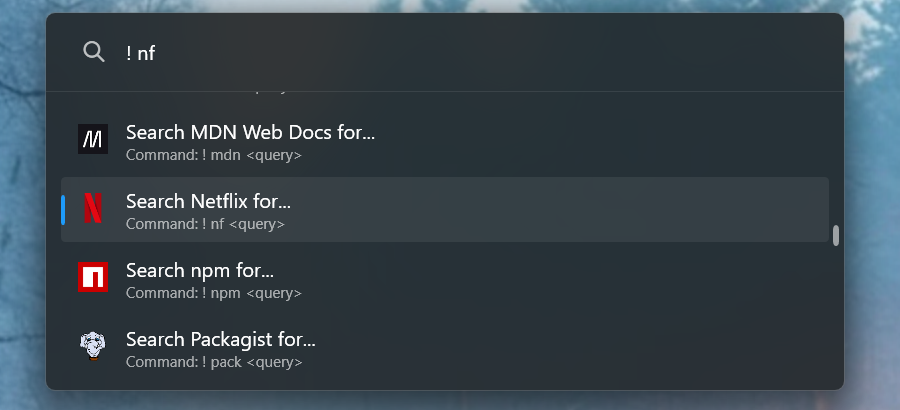 ! nf
Search MDN Web Docs for...
Command: ! mdn <query>
Search Netflix for...
Command: ! nf <query>
Search npm for...
Command: ! npm <query>
Search Packagist for...
Command: ! pack <query>